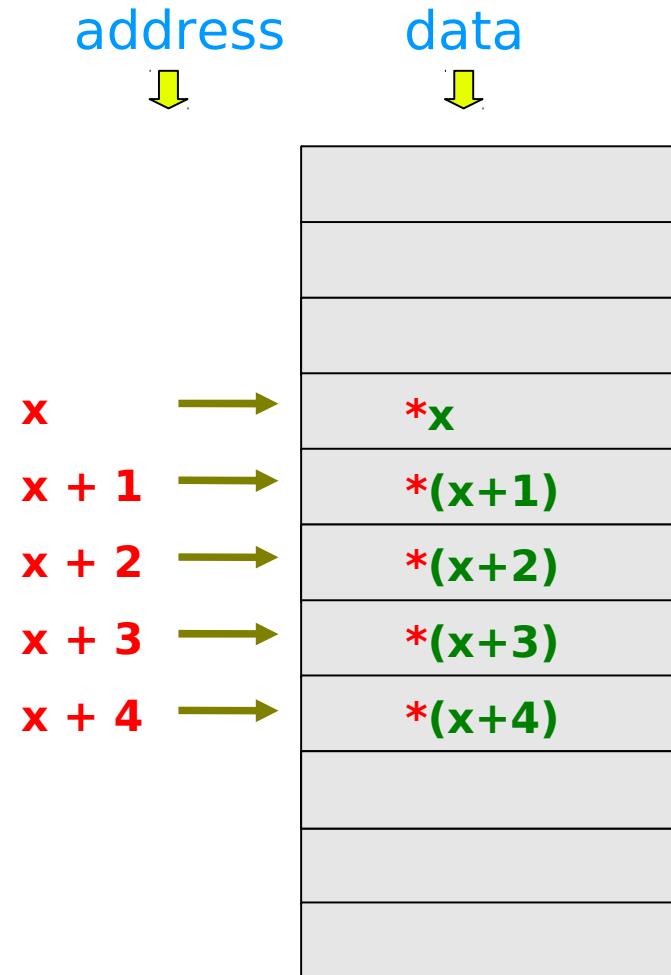 address data
x *x
x + 1 *(x+1)
x + 2 *(x+2)
x + 3 *(x+3)
x + 4 *(x+4)